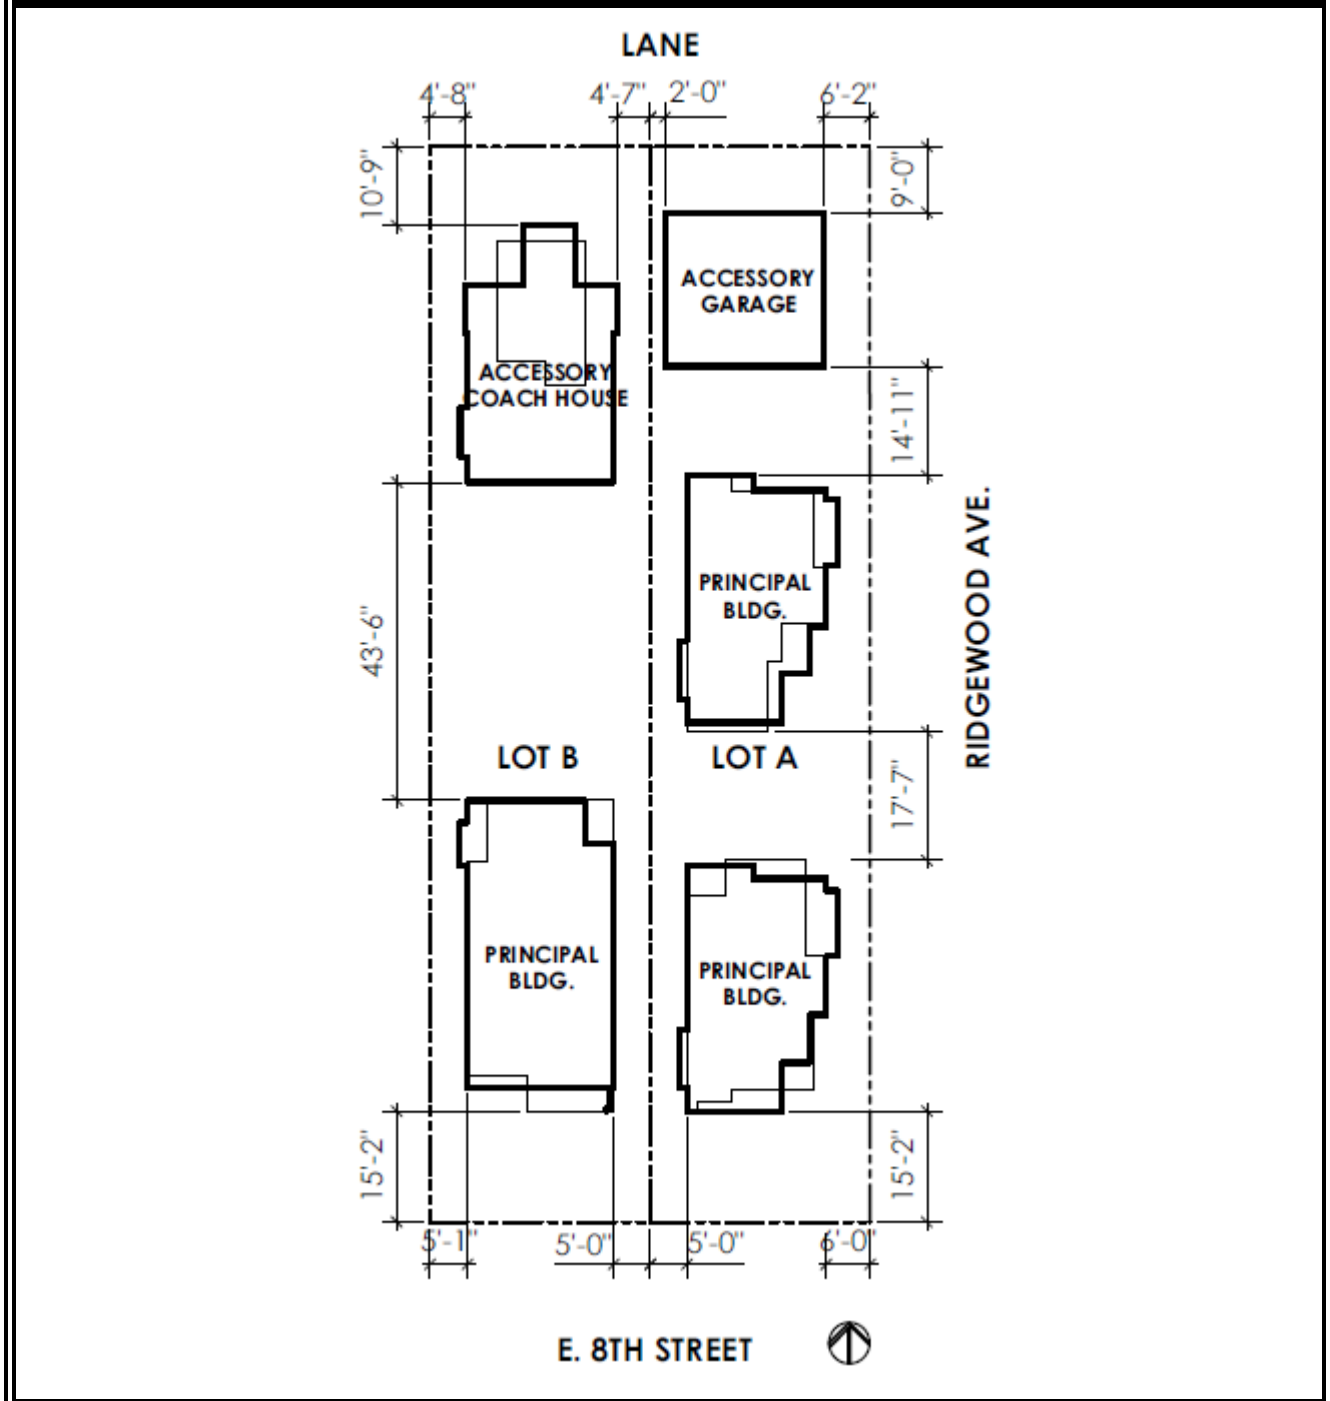 LANE
4'-8" 4'-7" 2'-0" 6'-2"
10'-9"
9'-0"
ACCESSORY
GARAGE
ACCESSORY
COACH HOUSE
14'-11"
43'-6"
PRINCIPAL
BLDG.
RIDGEWOOD AVE.
LOT B
LOT A
17'-7"
PRINCIPAL
BLDG.
PRINCIPAL
BLDG.
15'-2"
15'-2"
5'-1" 5'-0" 5'-0" 6'-0"
E. 8TH STREET